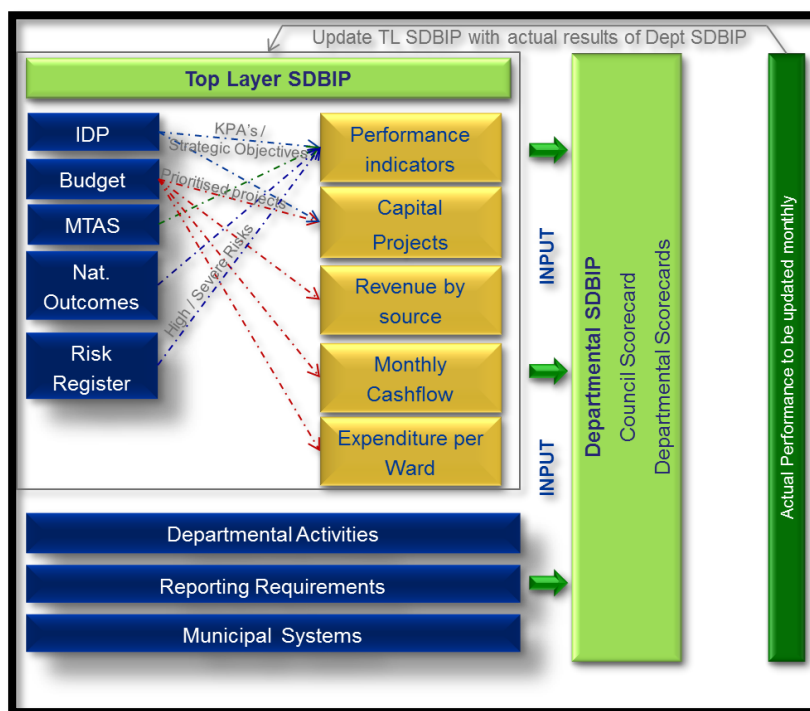 Update TL SDBIP with actual results of Dept SDBIP
Top Layer SDBIP
IDP
Budget
MTAS
Nat.
Outcomes
Risk
Register
KPA's /
Strategic Objectives
Prioritised projects
High / Severe Risks
Performance
indicators
Capital
Projects
Revenue by
source
Monthly
Cashflow
Expenditure per
Ward
INPUT
INPUT
Departmental SDBIP
Council Scorecard
Departmental Scorecards
Actual Performance to be updated monthly
Departmental Activities
Reporting Requirements
Municipal Systems